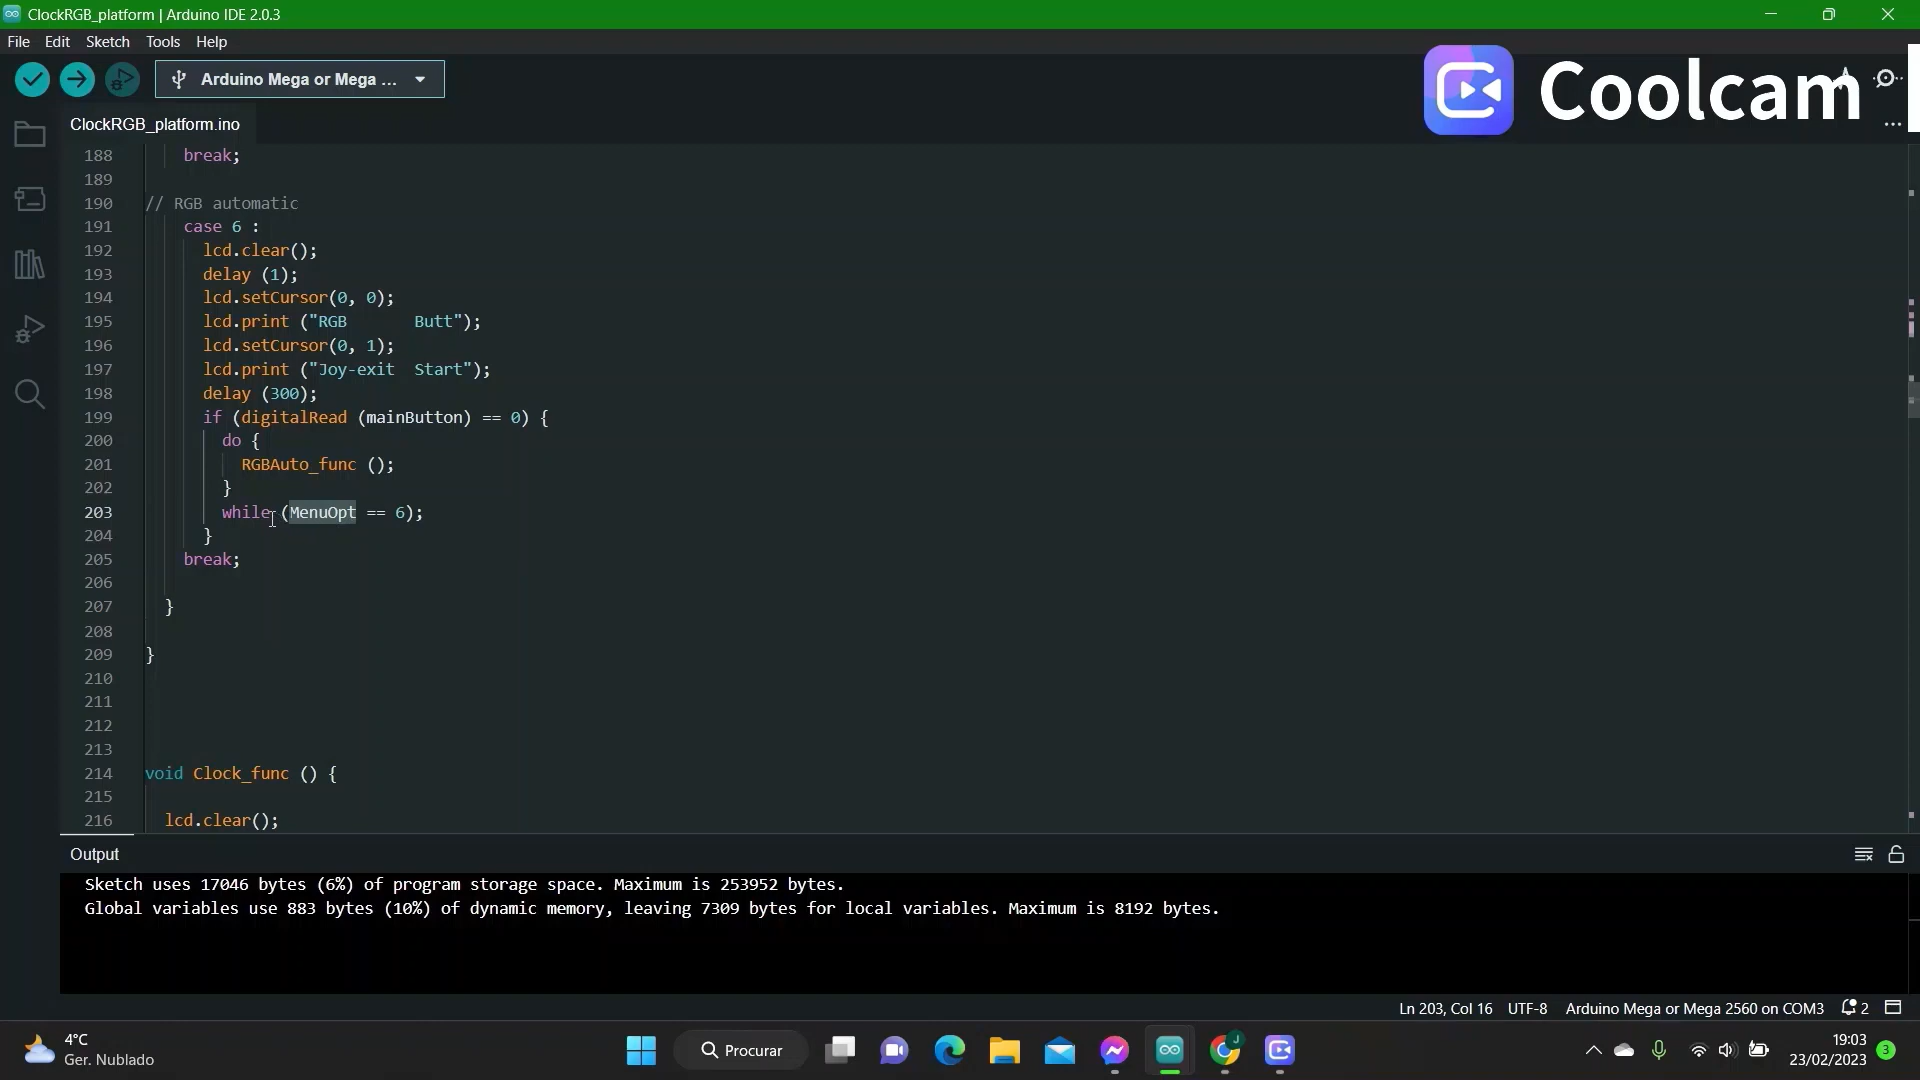 ClockRGB_platform | Arduino IDE 2.0.3
File Edit Sketch Tools Help
Arduino Mega or Mega ...
Coolcam
ClockRGB_platform.ino
188 break;
189
190 // RGB automatic
191 case 6 :
192 lcd.clear();
193 delay (1);
194 lcd.setCursor(0, 0);
195 lcd.print ("RGB       Butt");
196 lcd.setCursor(0, 1);
197 lcd.print ("Joy-exit  Start");
198 delay (300);
199 if (digitalRead (mainButton) == 0) {
200 do {
201 RGBAuto_func ();
202 }
203 while (MenuOpt == 6);
204 }
205 break;
206
207 }
208
209 }
210
211
212
213
214 void Clock_func () {
215
216 lcd.clear();
Output
Sketch uses 17046 bytes (6%) of program storage space. Maximum is 253952 bytes.
Global variables use 883 bytes (10%) of dynamic memory, leaving 7309 bytes for local variables. Maximum is 8192 bytes.
Ln 203, Col 16 UTF-8 Arduino Mega or Mega 2560 on COM3 2
4°C
Ger. Nublado
Procurar
J
19:03
23/02/2023
3